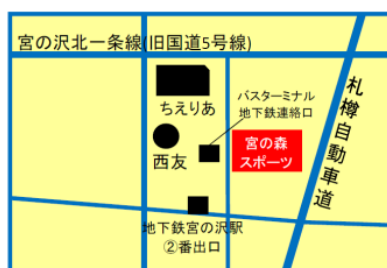 宮の沢北一条線(旧国道5号線)
ちえりあ
バスターミナル
地下鉄連絡口
西友
宮の森
スポーツ
札樽自動車道
地下鉄宮の沢駅
②番出口